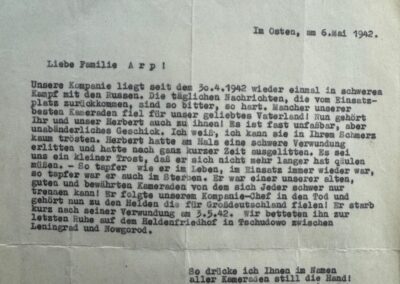 Im Osten, am 6.Mai 1942.
Liebe Familie A r p !
Unsere Kompanie liegt seit dem 30.4.1942 wieder einmal in schweren
Kampf mit den Russen. Die täglichen Nachrichten, die vom Einsatz-
platz zurückkommen, sind so bitter, so hart. Mancher unserer
besten Kameraden fiel für unser geliebtes Vaterland! Nun gehört
Ihr und unser Herbert auch zu ihnen! Es ist fast unfaßbar, aber
unabänderliches Geschick. Ich weiß, ich kann sie in Ihrem Schmerz
kaum trösten. Herbert hatte am Hals eine schwere Verwundung
erlitten und hatte nach ganz kurzer Zeit ausgelitten. Es sei
uns ein kleiner Trost, daß er sich nicht mehr langer hat quälen
müßen. - So tapfer wie er im Leben, im Einsatz immer wieder war,
so tapfer war er auch im Sterben. Er war einer unserer alten,
guten und bewährten Kameraden von dem sich Jeder schwer nur
trennen kann! Er folgte unserem Kompanie-Chef in den Tod und
gehört nun zu den Helden die für Großdeutschland fielen! Er starb
kurz nach seiner Verwundung am 3.5.42. Wir betteten ihn zur
letzten Ruhe auf dem Heldenfriedhof in Tschudowo zwischen
Leningrad und Nowgorod.
So drücke ich Ihnen im Namen
aller Kameraden still die Hand!